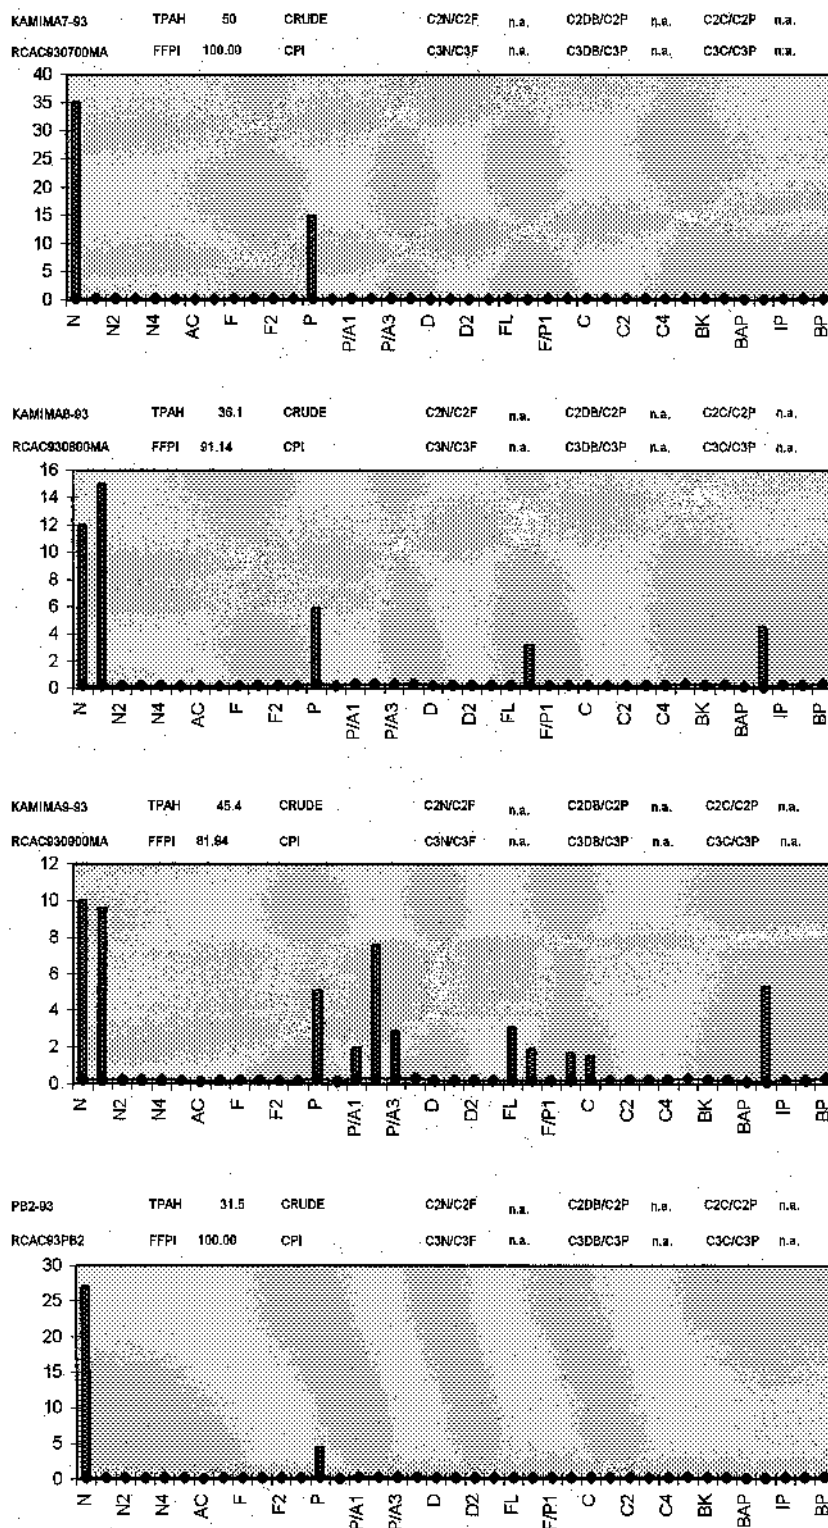 KAMIMA7-93 TPAH 50 CRUDE C2N/C2F n.a. C2DB/C2P n.a. C2C/C2P n.a.
RCAC930700MA FFPI 100.00 CPI C3N/C3F n.a. C3DB/C3P n.a. C3C/C3P n.a.
40
35
30
25
20
15
10
5
0
N N2 N4 AC F F2 P P/A1 P/A3 D D2 FL F/P1 C C2 C4 BK BAP IP BP
KAMIMA8-93 TPAH 36.1 CRUDE C2N/C2F n.a. C2DB/C2P n.a. C2C/C2P n.a.
RCAC930800MA FFPI 91.14 CPI C3N/C3F n.a. C3DB/C3P n.a. C3C/C3P n.a.
16
14
12
10
8
6
4
2
0
N N2 N4 AC F F2 P P/A1 P/A3 D D2 FL F/P1 C C2 C4 BK BAP IP BP
KAMIMA9-93 TPAH 45.4 CRUDE C2N/C2F n.a. C2DB/C2P n.a. C2C/C2P n.a.
RCAC930900MA FFPI 81.94 CPI C3N/C3F n.a. C3DB/C3P n.a. C3C/C3P n.a.
12
10
8
6
4
2
0
N N2 N4 AC F F2 P P/A1 P/A3 D D2 FL F/P1 C C2 C4 BK BAP IP BP
PB2-93 TPAH 31.5 CRUDE C2N/C2F n.a. C2DB/C2P n.a. C2C/C2P n.a.
RCAC93PB2 FFPI 100.00 CPI C3N/C3F n.a. C3DB/C3P n.a. C3C/C3P n.a.
30
25
20
15
10
5
0
N N2 N4 AC F F2 P P/A1 P/A3 D D2 FL F/P1 C C2 C4 BK BAP IP BP